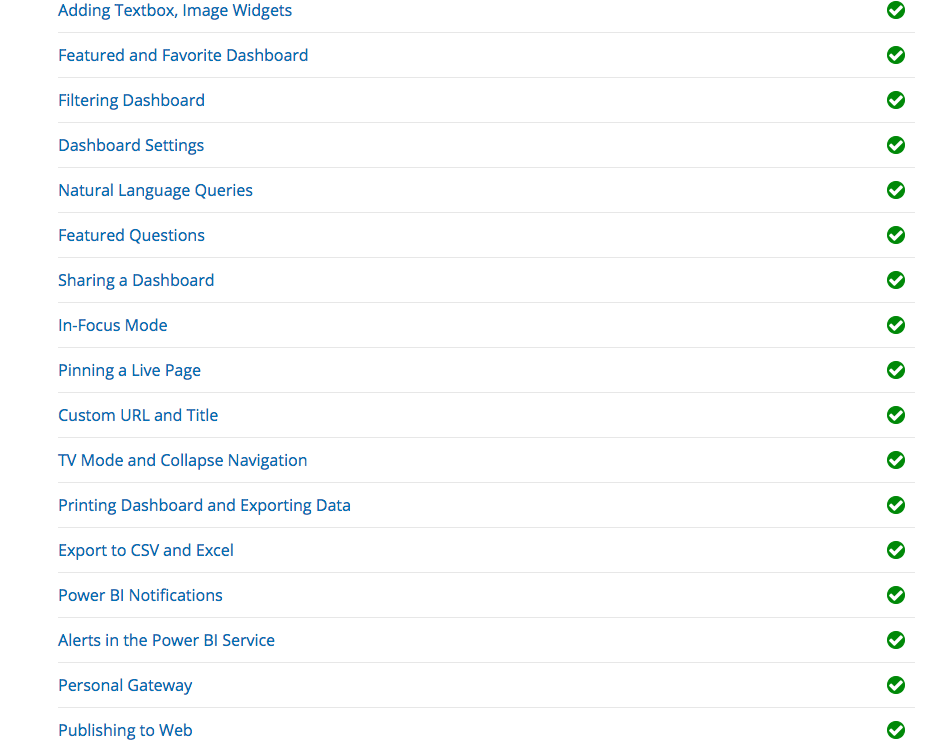 Adding Textbox, Image Widgets
Featured and Favorite Dashboard
Filtering Dashboard
Dashboard Settings
Natural Language Queries
Featured Questions
Sharing a Dashboard
In-Focus Mode
Pinning a Live Page
Custom URL and Title
TV Mode and Collapse Navigation
Printing Dashboard and Exporting Data
Export to CSV and Excel
Power BI Notifications
Alerts in the Power BI Service
Personal Gateway
Publishing to Web